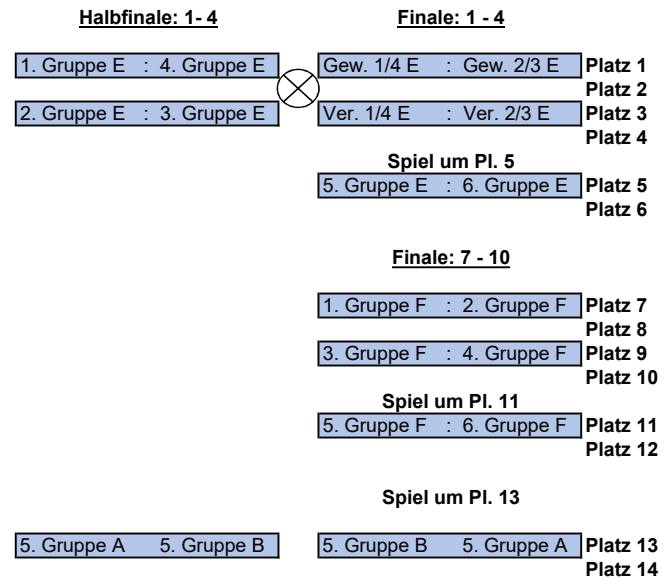 Halbfinale: 1- 4 Finale: 1 - 4
1. Gruppe E : 4. Gruppe E Gew. 1/4 E : Gew. 2/3 E Platz 1
Platz 2
2. Gruppe E : 3. Gruppe E Ver. 1/4 E : Ver. 2/3 E Platz 3
Platz 4
Spiel um Pl. 5
5. Gruppe E : 6. Gruppe E Platz 5
Platz 6
Finale: 7 - 10
1. Gruppe F : 2. Gruppe F Platz 7
Platz 8
3. Gruppe F : 4. Gruppe F Platz 9
Platz 10
Spiel um Pl. 11
5. Gruppe F : 6. Gruppe F Platz 11
Platz 12
Spiel um Pl. 13
5. Gruppe A 5. Gruppe B 5. Gruppe B 5. Gruppe A Platz 13
Platz 14